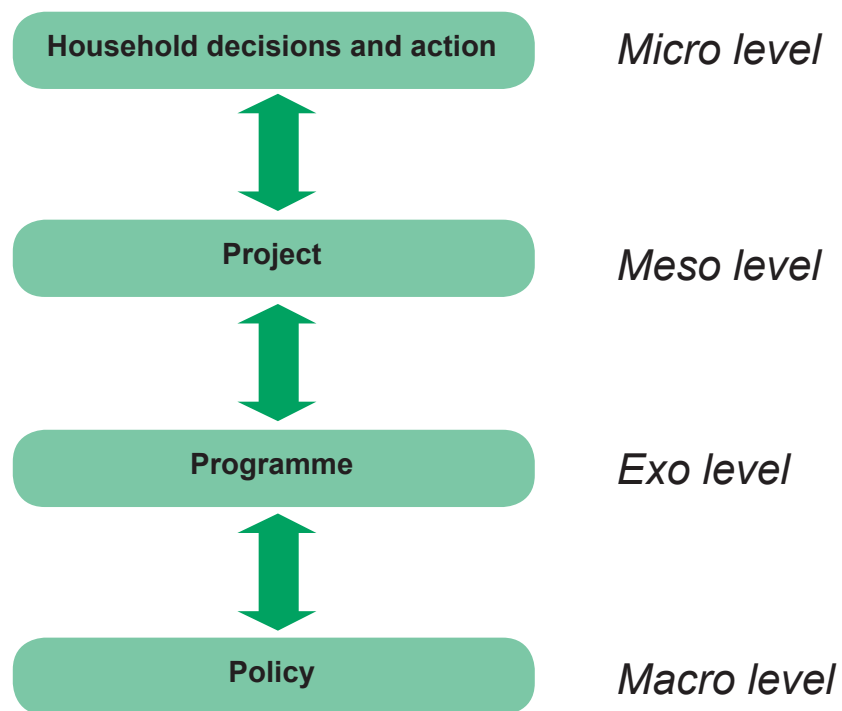 Household decisions and action
Micro level
Project
Meso level
Programme
Exo level
Policy
Macro level